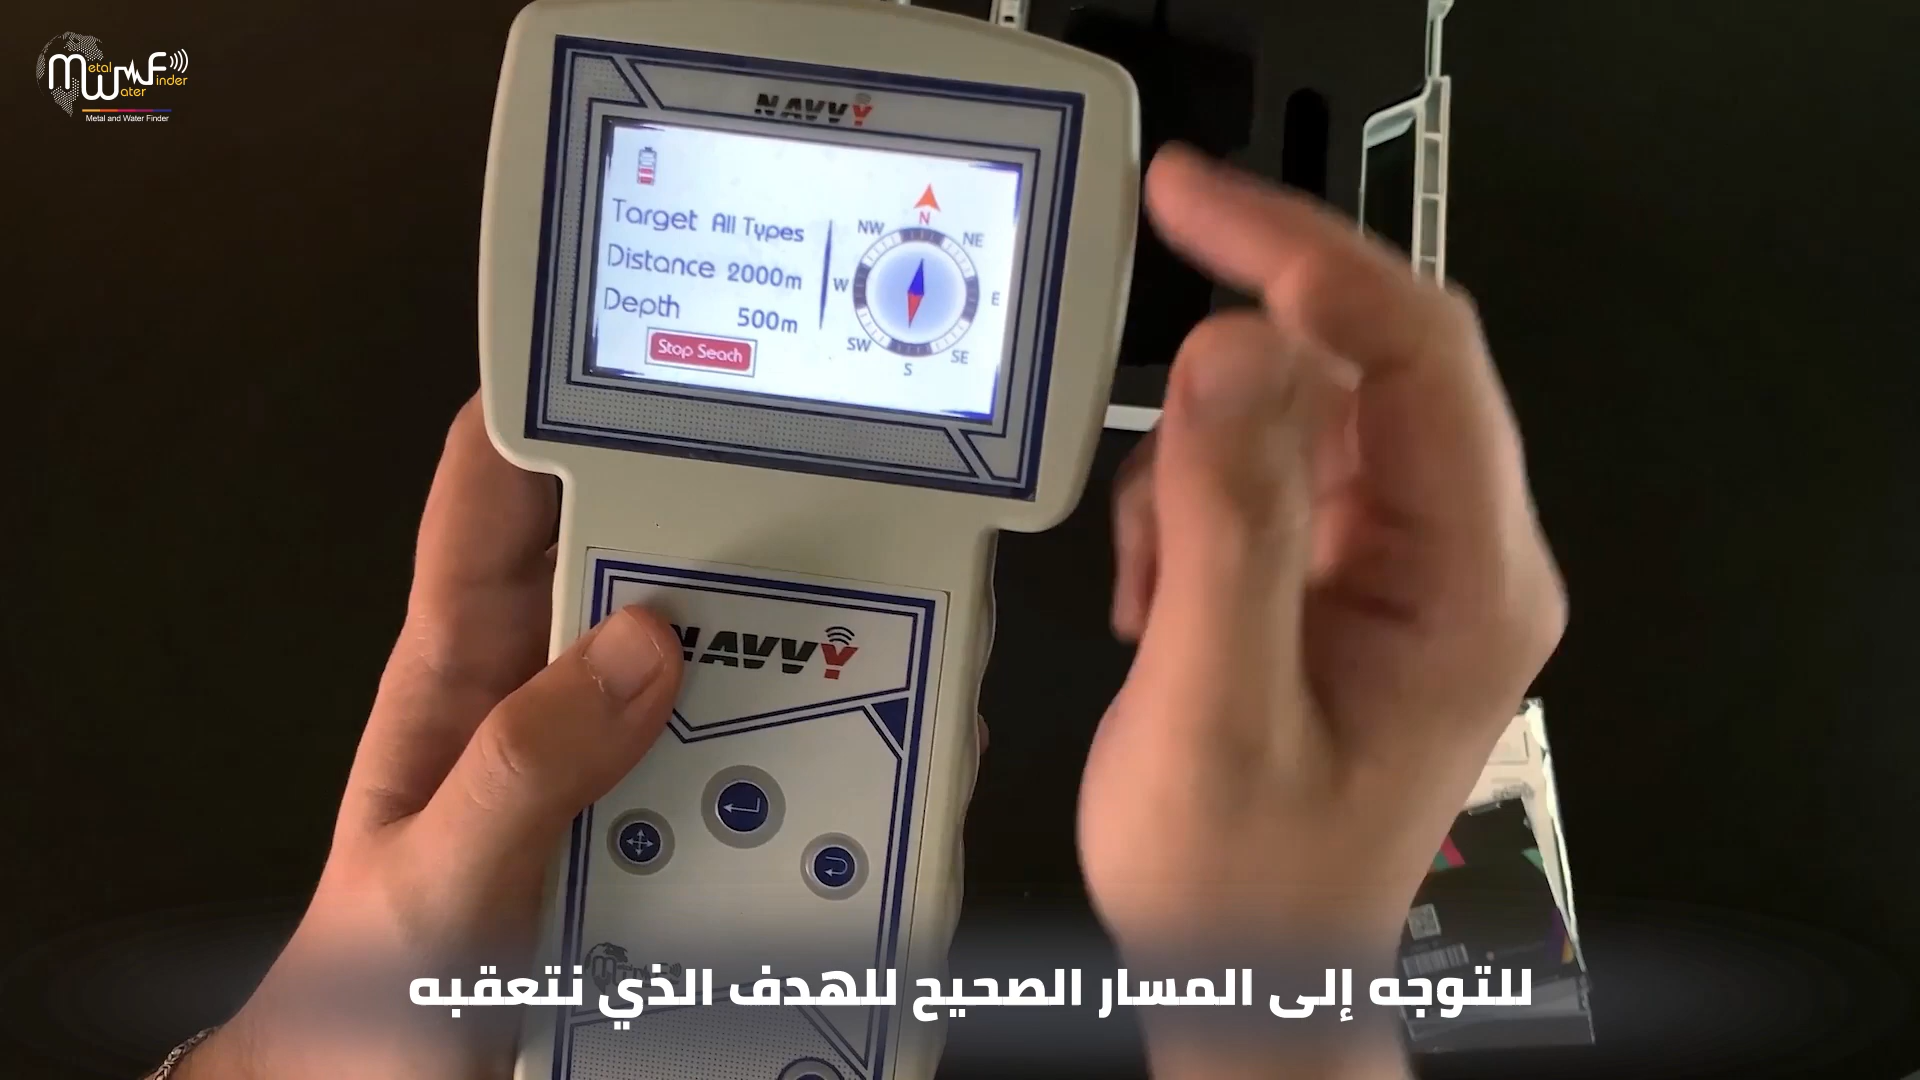 Metal
Water
Finder
Metal and Water Finder
NAVVY
Target All Types
Distance 2000m
Depth 500m
Stop Seach
N
NE
E
SE
S
SW
W
NW
NAVVY
للتوجه إلى المسار الصحيح للهدف الذي نتعقبه